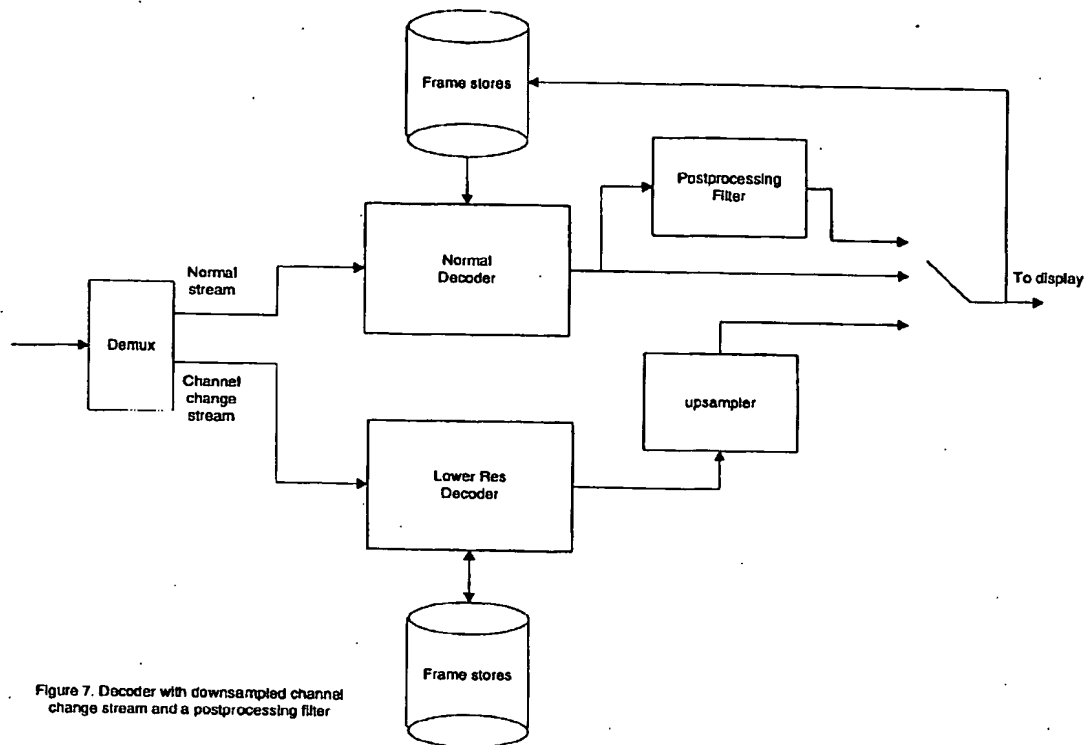 Frame stores
Postprocessing
Filter
Normal
Decoder
Normal
stream
To display
Demux
Channel
change
stream
upsampler
Lower Res
Decoder
Frame stores
Figure 7. Decoder with downsampled channel
change stream and a postprocessing filter